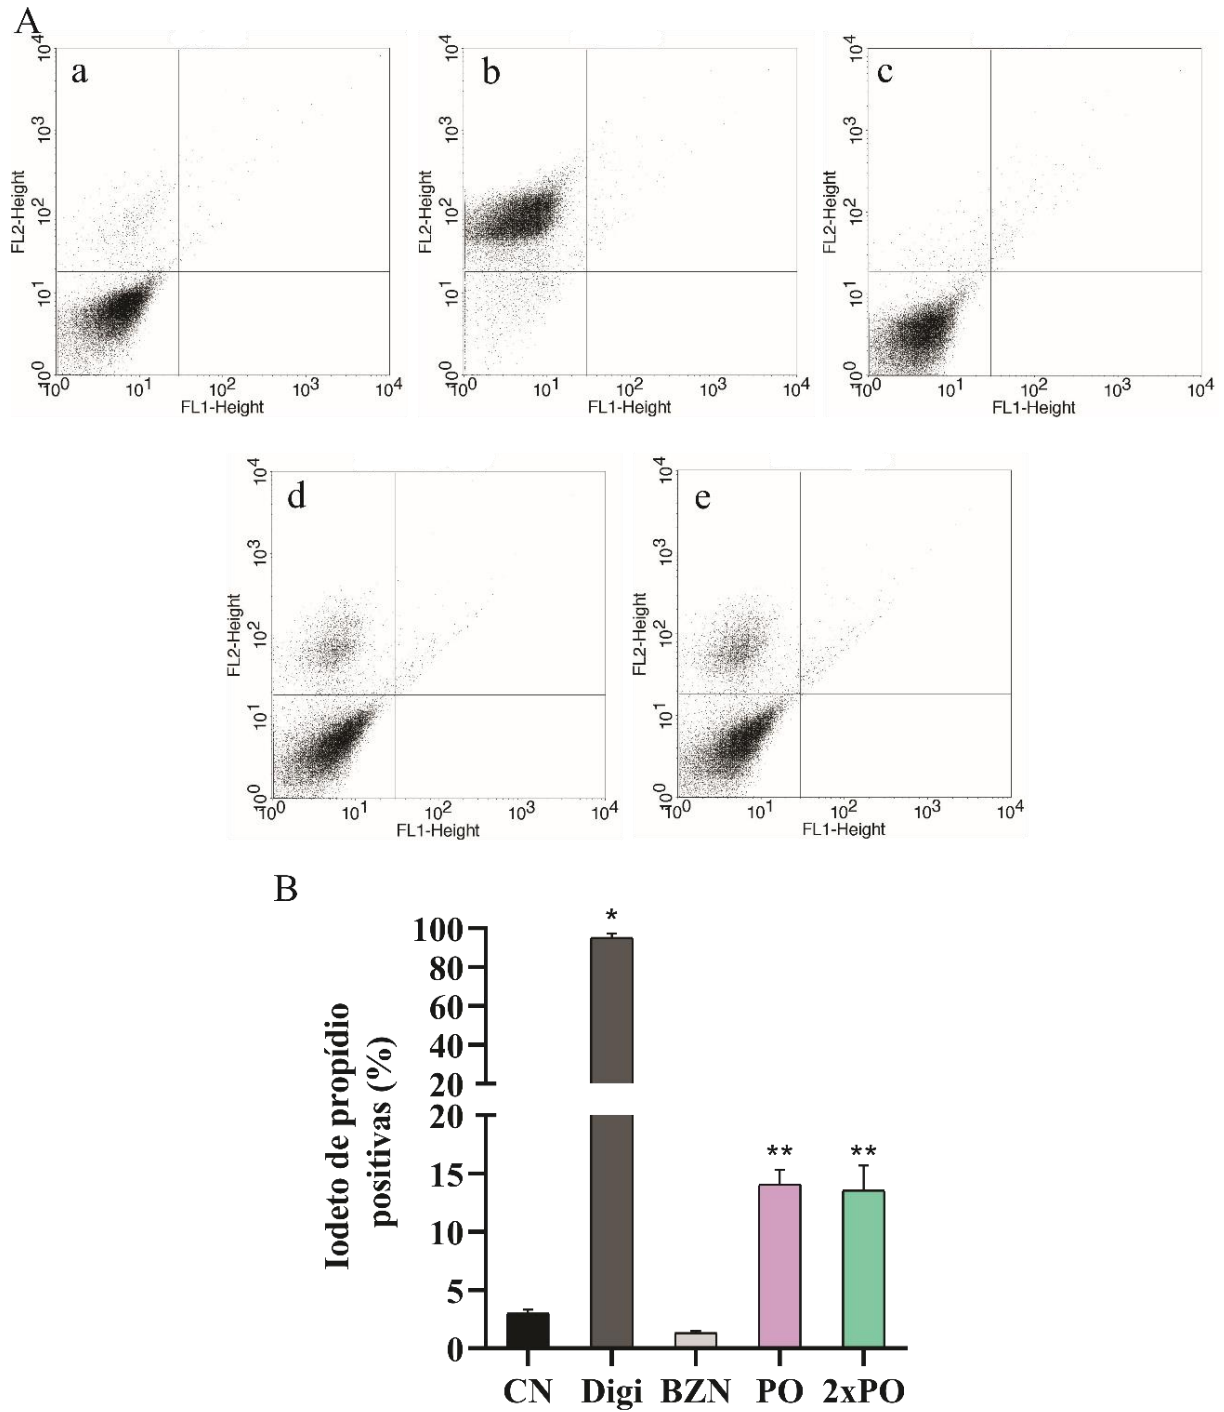 A
a
10^4
10^3
10^2
10^1
10^0
FL2-Height
10^0 10^1 10^2 10^3 10^4
FL1-Height
b
10^4
10^3
10^2
10^1
10^0
FL2-Height
10^0 10^1 10^2 10^3 10^4
FL1-Height
c
10^4
10^3
10^2
10^1
10^0
FL2-Height
10^0 10^1 10^2 10^3 10^4
FL1-Height
d
10^4
10^3
10^2
10^1
10^0
FL2-Height
10^0 10^1 10^2 10^3 10^4
FL1-Height
e
10^4
10^3
10^2
10^1
10^0
FL2-Height
10^0 10^1 10^2 10^3 10^4
FL1-Height
B
Iodeto de propídio
positivas (%)
100
80
60
40
20
20
15
10
5
0
*
** **
CN Digi BZN PO 2xPO